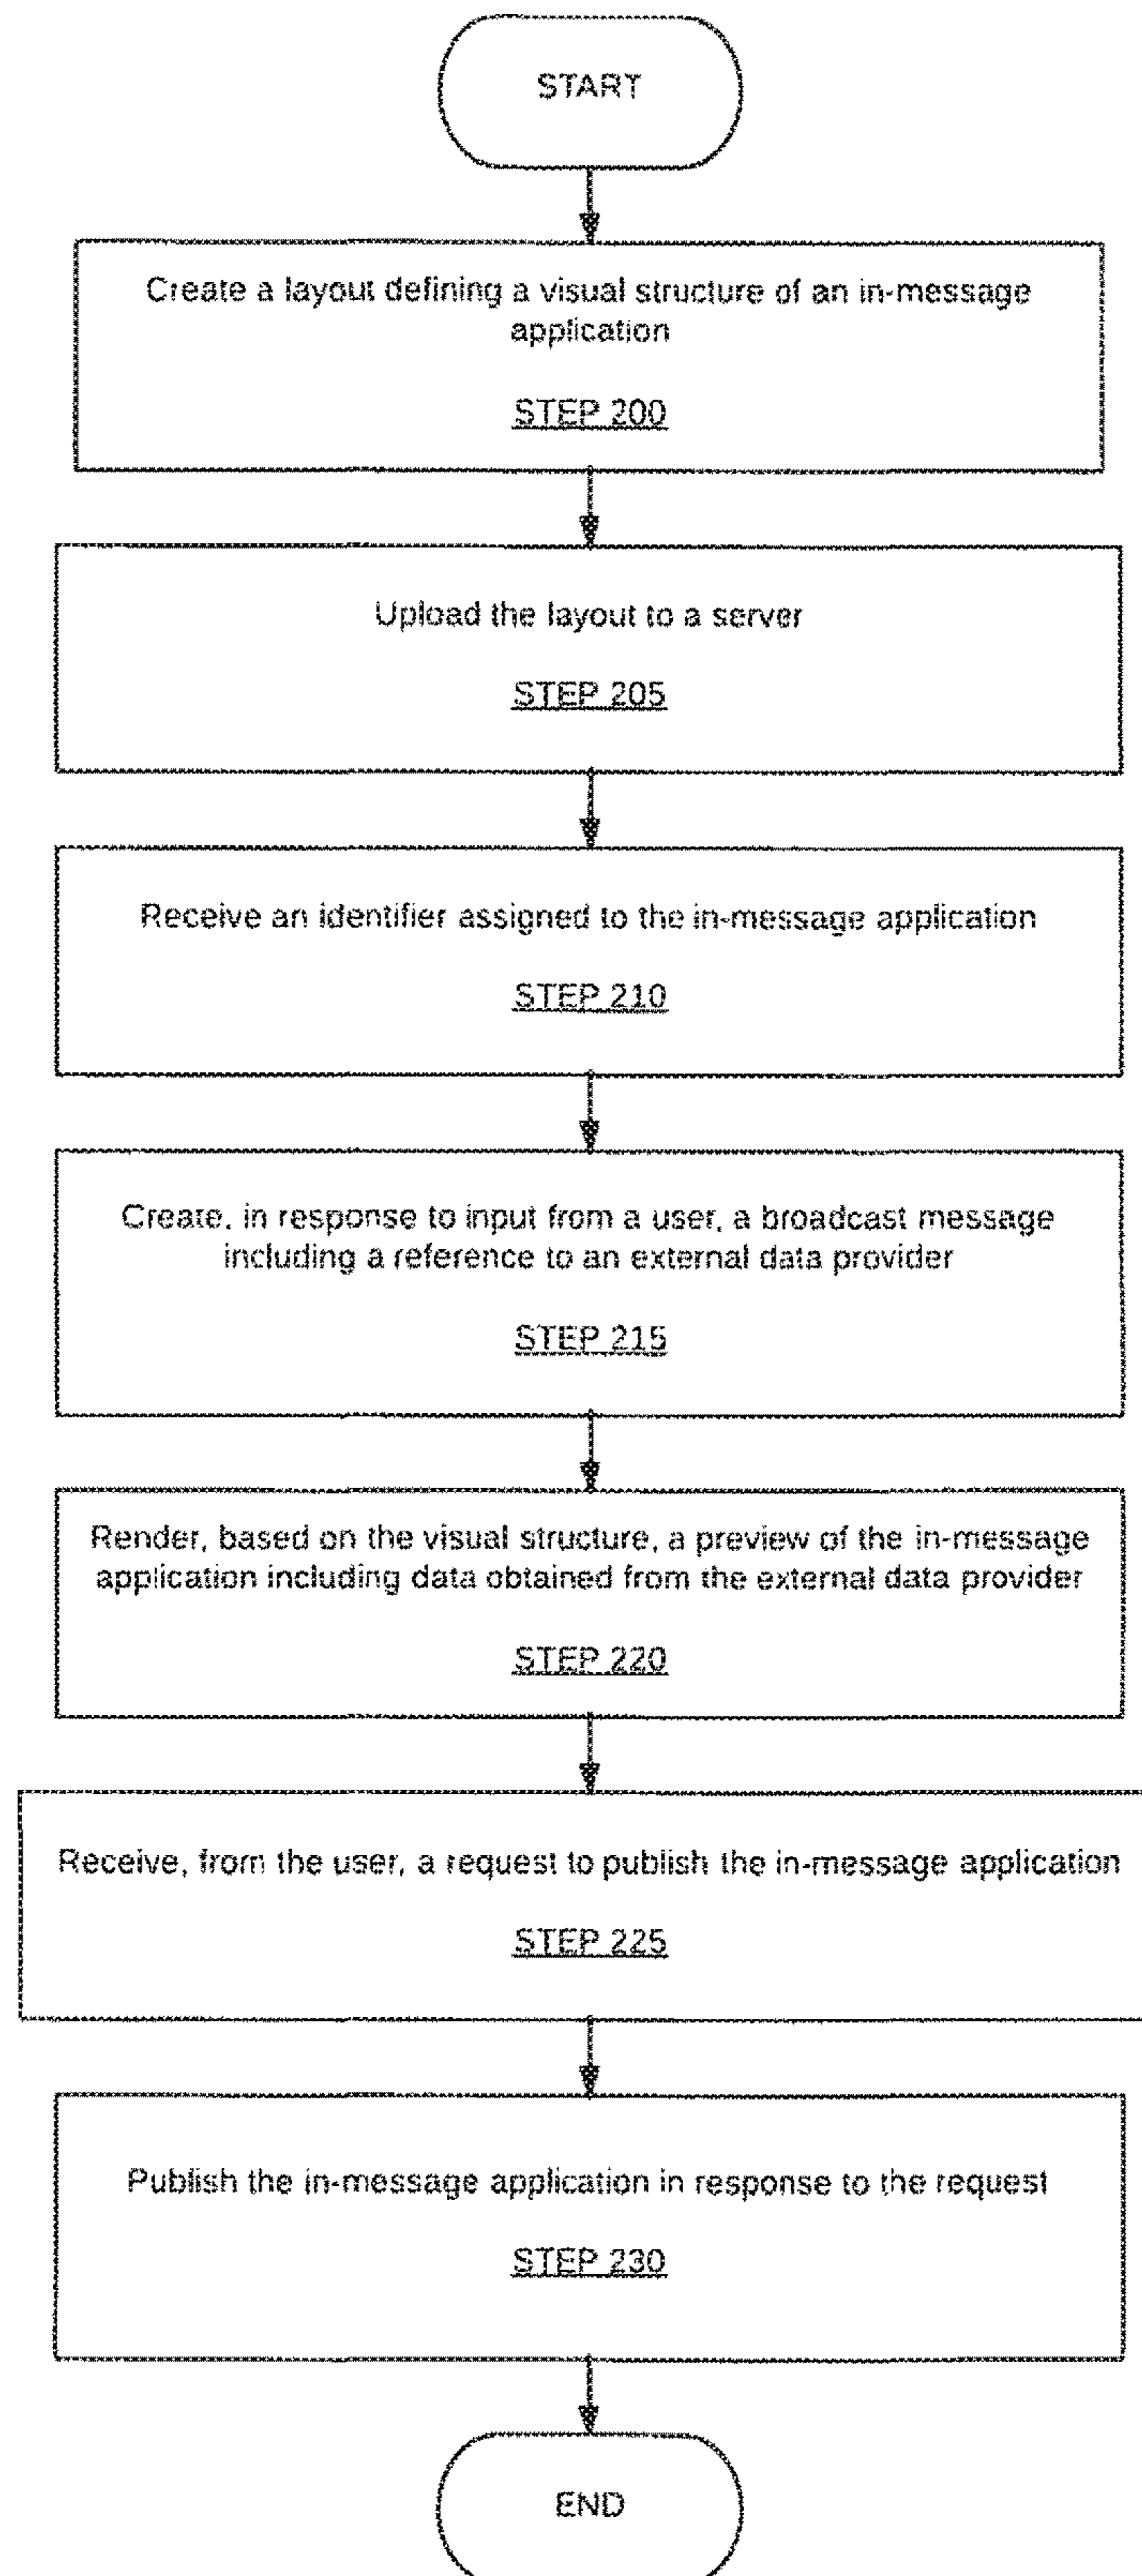 START
Create a layout defining a visual structure of an in-message
application
STEP 200
Upload the layout to a server
STEP 205
Receive an identifier assigned to the in-message application
STEP 210
Create, in response to input from a user, a broadcast message
including a reference to an external data provider
STEP 215
Render, based on the visual structure, a preview of the in-message
application including data obtained from the external data provider
STEP 220
Receive, from the user, a request to publish the in-message application
STEP 225
Publish the in-message application in response to the request
STEP 230
END